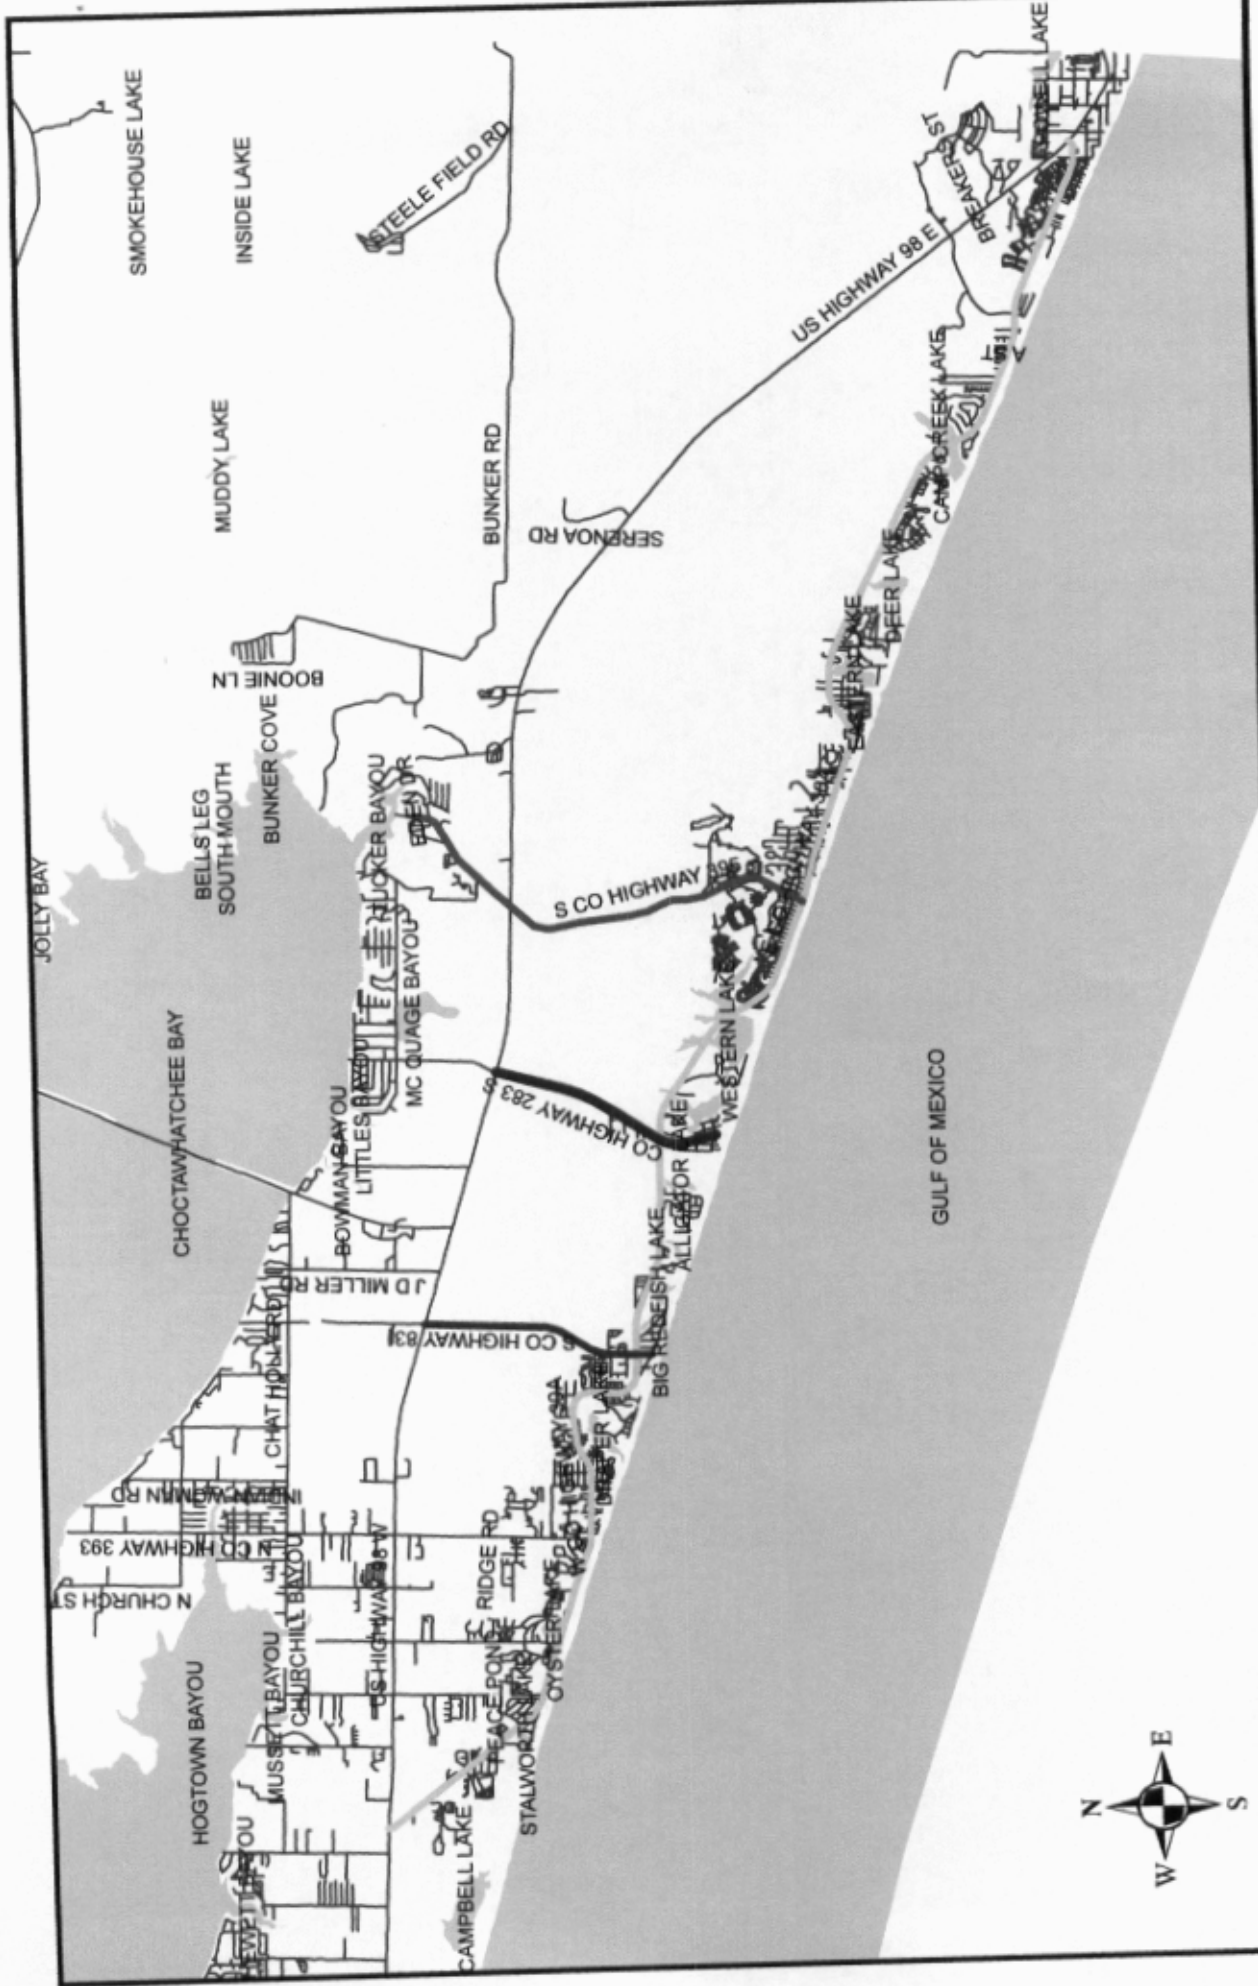 JOLLY BAY
SMOKEHOUSE LAKE
INSIDE LAKE
STEELE FIELD RD
MUDDY LAKE
BUNKER RD
BOONIE LN
BUNKER COVE
BELLS LEG
SOUTH MOUTH
TUCKER BAYOU
EDEN DR
CHOCTAWHATCHEE BAY
MC QUAGE BAYOU
LITTLES BAYOU
BOWMAN BAYOU
J D MILLER RD
CHAT HOLLEY RD
INDIAN WOMAN RD
N CO HIGHWAY 393
N CHURCH ST
CHURCHILL BAYOU
MUSSETT BAYOU
HOGTOWN BAYOU
US HIGHWAY 98 W
US HIGHWAY 98 E
SERENOA RD
BREAKERS ST
A ST
CAMP CREEK LAKE
DEER LAKE
EASTERN LAKE
S CO HIGHWAY 395
WESTERN LAKE
CO HIGHWAY 283 S
ALLIGATOR LAKE
BIG REDFISH LAKE
S CO HIGHWAY 83
RIDGE RD
OYSTER LAKE
PEACE POND
STALWORTH LAKE
CAMPBELL LAKE
GULF OF MEXICO
N
W
E
S